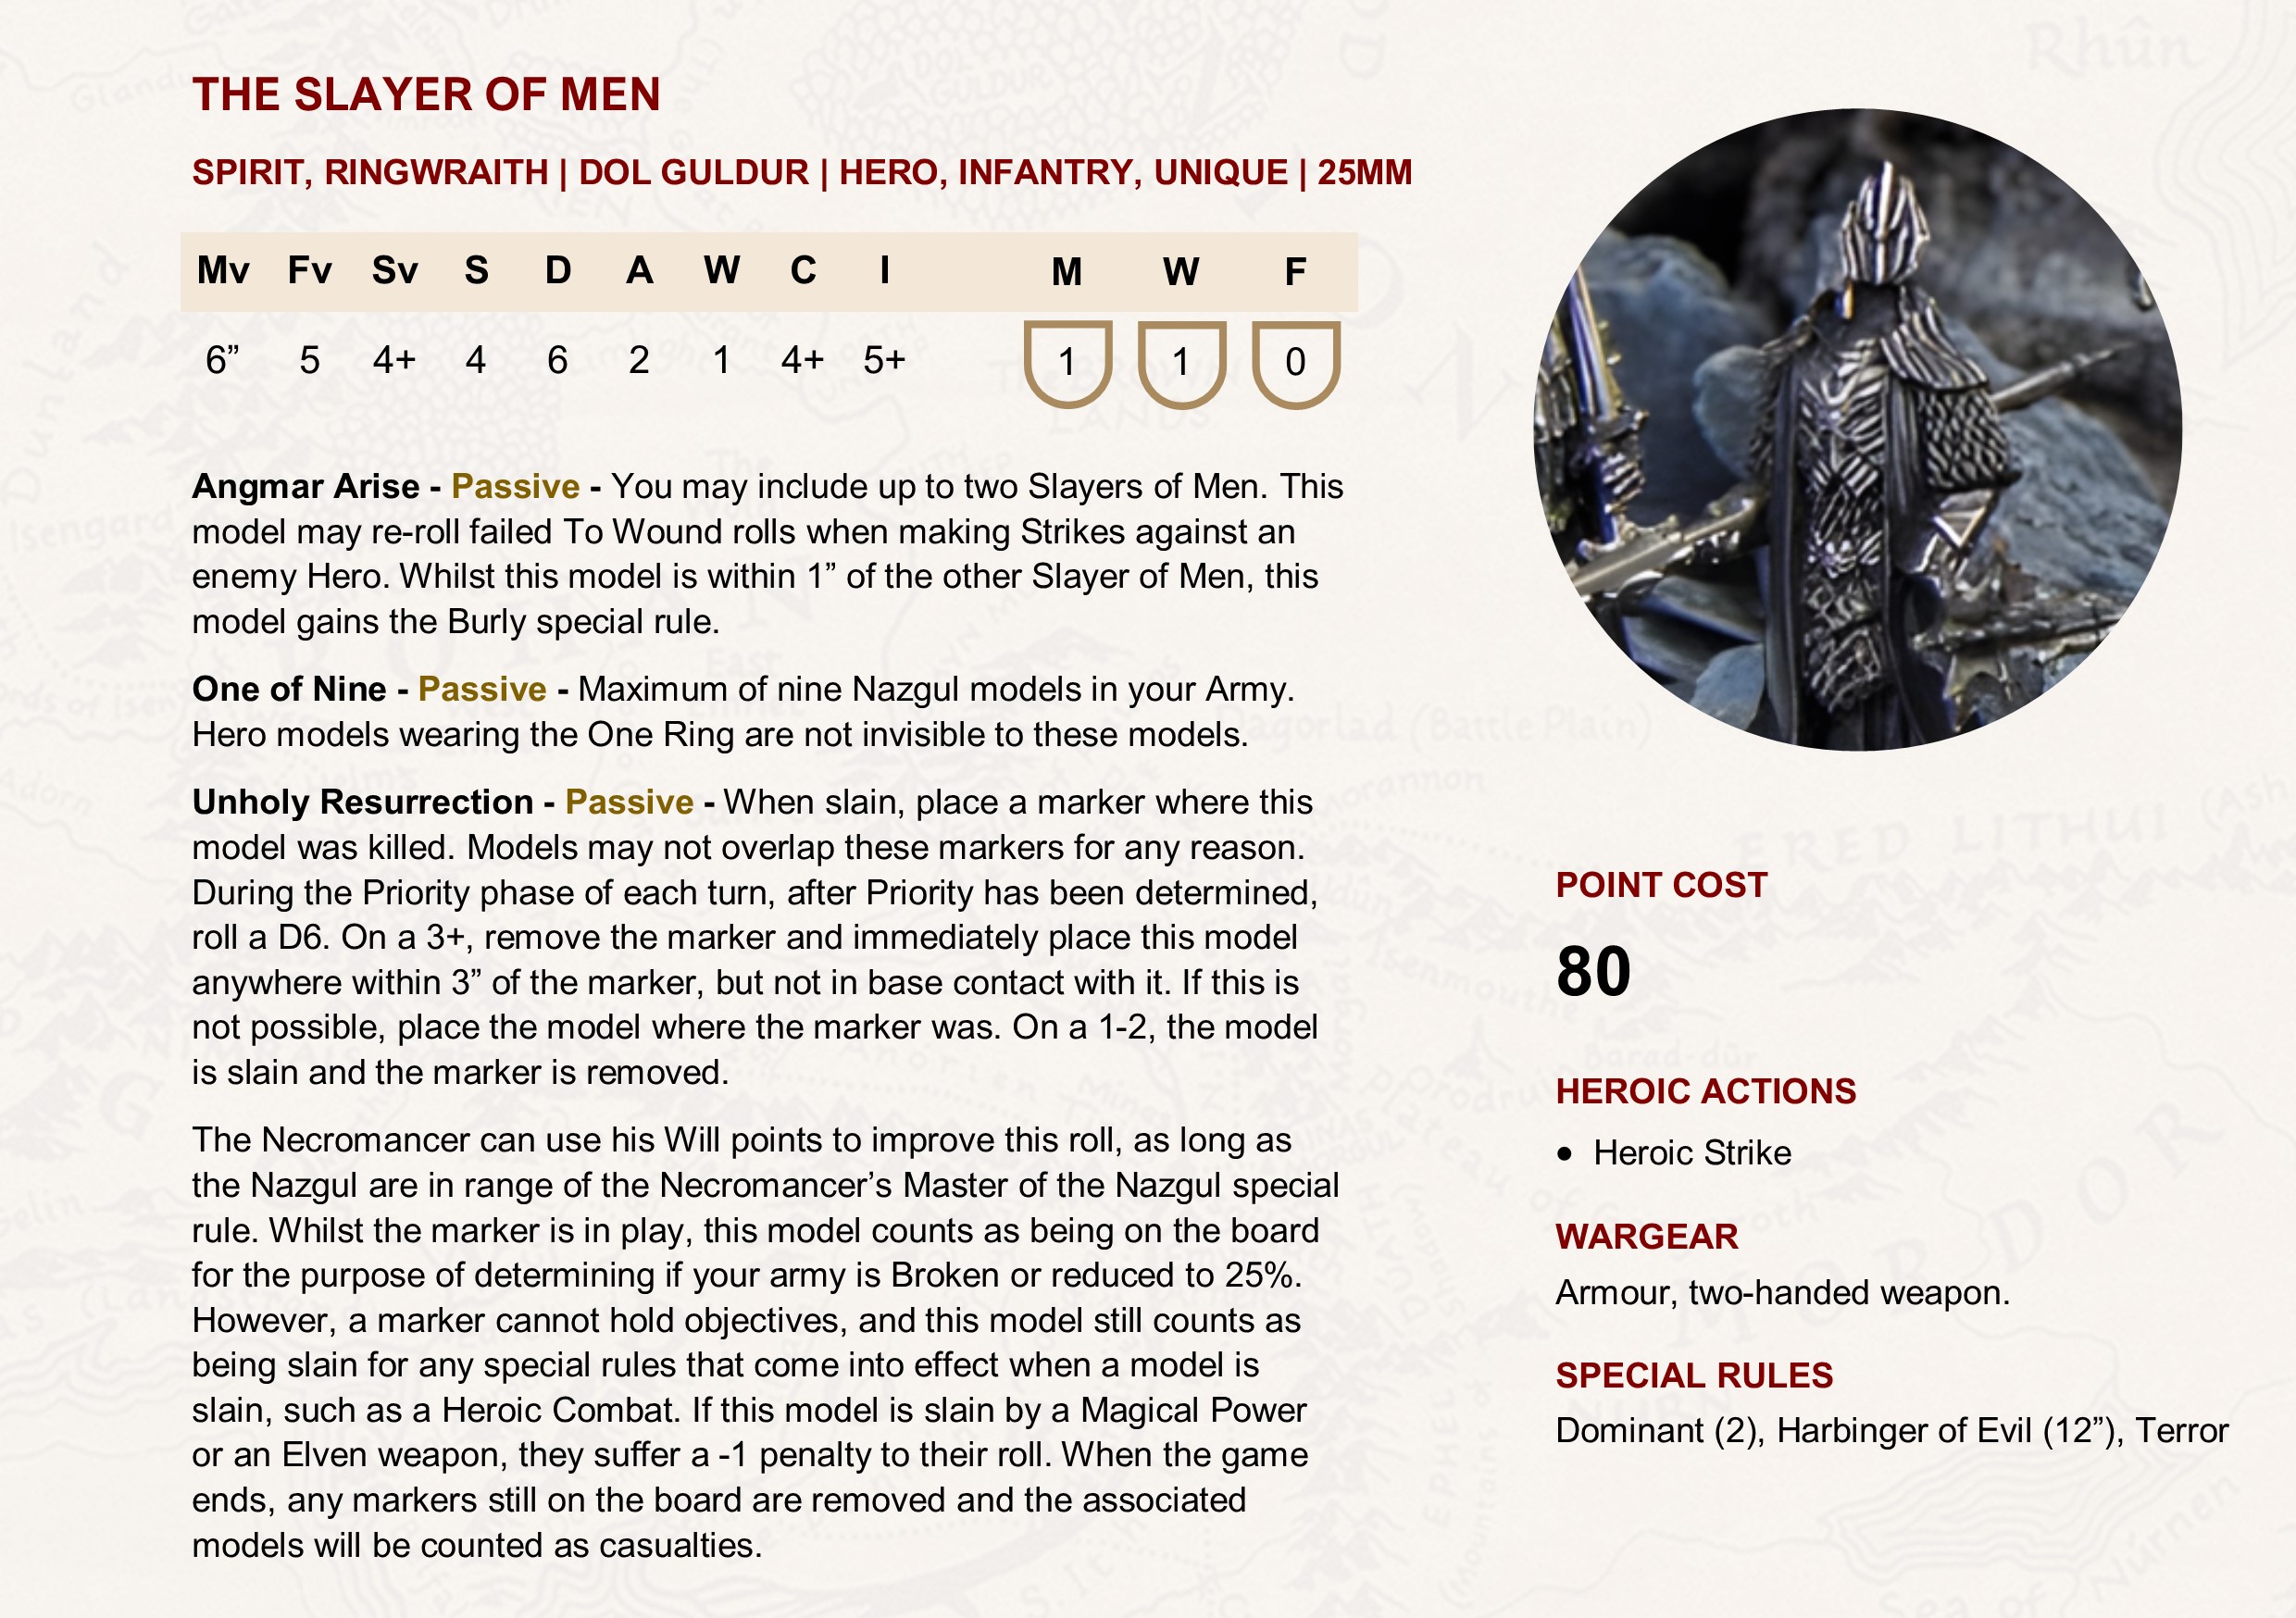 THE SLAYER OF MEN
SPIRIT, RINGWRAITH | DOL GULDUR | HERO, INFANTRY, UNIQUE | 25MM
Mv Fv Sv S D A W C I M W F
6” 5 4+ 4 6 2 1 4+ 5+ 1 1 0
Angmar Arise - Passive - You may include up to two Slayers of Men. This
model may re-roll failed To Wound rolls when making Strikes against an
enemy Hero. Whilst this model is within 1” of the other Slayer of Men, this
model gains the Burly special rule.
One of Nine - Passive - Maximum of nine Nazgul models in your Army.
Hero models wearing the One Ring are not invisible to these models.
Unholy Resurrection - Passive - When slain, place a marker where this
model was killed. Models may not overlap these markers for any reason.
During the Priority phase of each turn, after Priority has been determined,
roll a D6. On a 3+, remove the marker and immediately place this model
anywhere within 3” of the marker, but not in base contact with it. If this is
not possible, place the model where the marker was. On a 1-2, the model
is slain and the marker is removed.
The Necromancer can use his Will points to improve this roll, as long as
the Nazgul are in range of the Necromancer’s Master of the Nazgul special
rule. Whilst the marker is in play, this model counts as being on the board
for the purpose of determining if your army is Broken or reduced to 25%.
However, a marker cannot hold objectives, and this model still counts as
being slain for any special rules that come into effect when a model is
slain, such as a Heroic Combat. If this model is slain by a Magical Power
or an Elven weapon, they suffer a -1 penalty to their roll. When the game
ends, any markers still on the board are removed and the associated
models will be counted as casualties.
POINT COST
80
HEROIC ACTIONS
• Heroic Strike
WARGEAR
Armour, two-handed weapon.
SPECIAL RULES
Dominant (2), Harbinger of Evil (12”), Terror
Rhûn
Dunland
Isengard
Dagorlad (Battle Plain)
ERED LITHUI (Ash
Isenmouthe
Barad-dûr
MORDOR
NURN
Sea of Núrnen